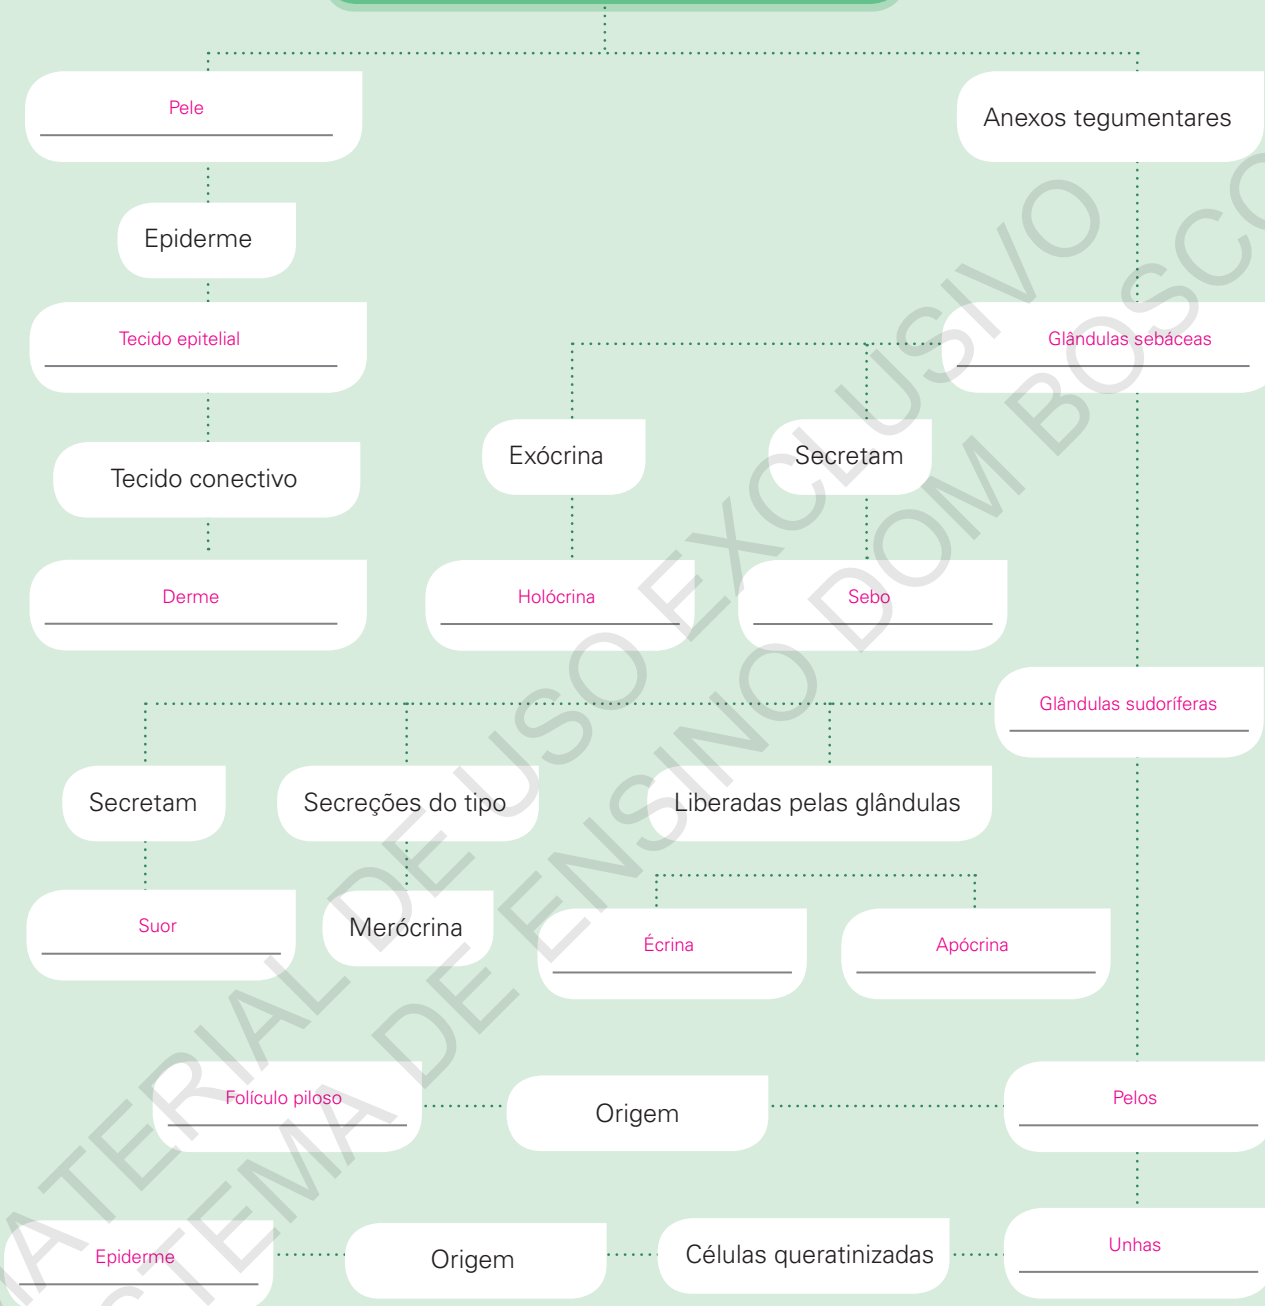 Pele
Anexos tegumentares
Epiderme
Tecido epitelial
Glândulas sebáceas
Tecido conectivo
Exócrina
Secretam
Derme
Holócrina
Sebo
Glândulas sudoríferas
Secretam
Secreções do tipo
Liberadas pelas glândulas
Suor
Merócrina
Écrina
Apócrina
Folículo piloso
Origem
Pelos
Epiderme
Origem
Células queratinizadas
Unhas
MATERIAL DE USO EXCLUSIVO
SISTEMA DE ENSINO DOM BOSCO